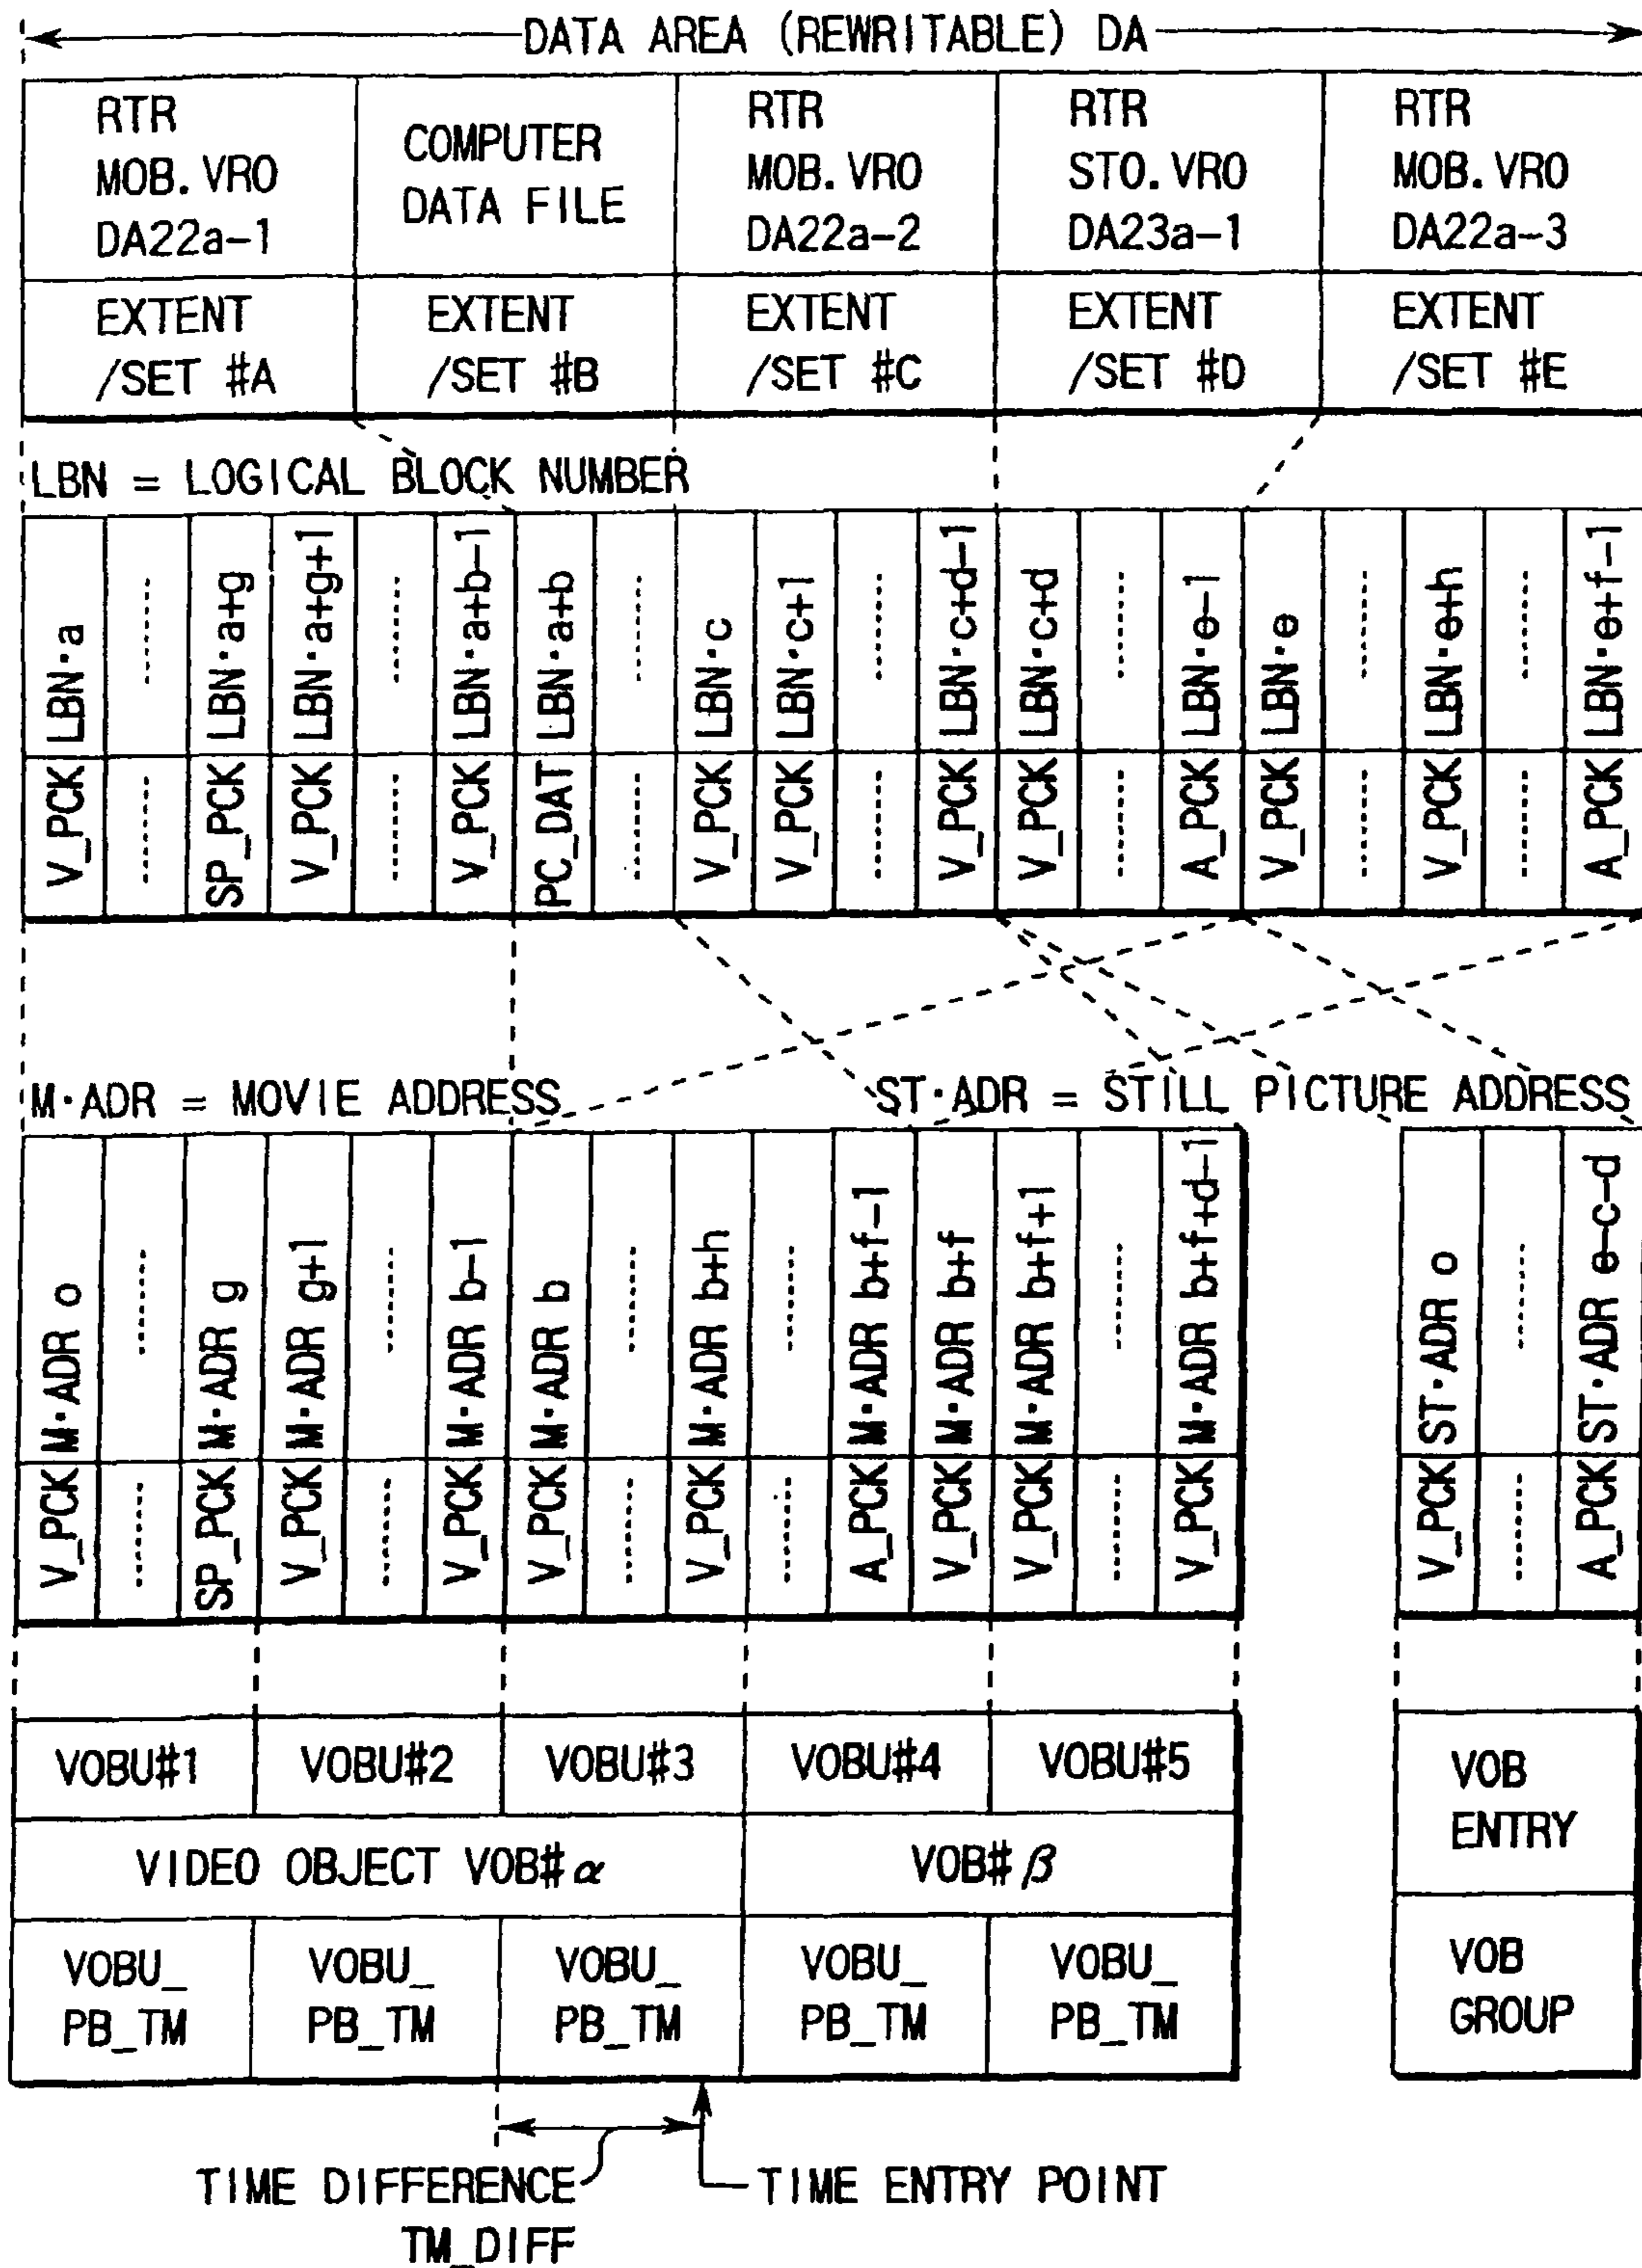 DATA AREA (REWRITABLE) DA
RTR
MOB.VRO
DA22a-1
COMPUTER
DATA FILE
RTR
MOB.VRO
DA22a-2
RTR
STO.VRO
DA23a-1
RTR
MOB.VRO
DA22a-3
EXTENT
/SET #A
EXTENT
/SET #B
EXTENT
/SET #C
EXTENT
/SET #D
EXTENT
/SET #E
LBN = LOGICAL BLOCK NUMBER
V_PCK LBN·a
SP_PCK LBN·a+g
V_PCK LBN·a+g+1
V_PCK LBN·a+b-1
PC_DAT LBN·a+b
V_PCK LBN·c
V_PCK LBN·c+1
V_PCK LBN·c+d-1
V_PCK LBN·c+d
A_PCK LBN·e-1
V_PCK LBN·e
V_PCK LBN·e+h
A_PCK LBN·e+f-1
M·ADR = MOVIE ADDRESS
ST·ADR = STILL PICTURE ADDRESS
V_PCK M·ADR o
SP_PCK M·ADR g
V_PCK M·ADR g+1
V_PCK M·ADR b-1
V_PCK M·ADR b
V_PCK M·ADR b+h
A_PCK M·ADR b+f-1
V_PCK M·ADR b+f
V_PCK M·ADR b+f+1
V_PCK M·ADR b+f+d-1
V_PCK ST·ADR o
A_PCK ST·ADR e-c-d
VOBU#1
VOBU#2
VOBU#3
VOBU#4
VOBU#5
VOB
ENTRY
VIDEO OBJECT VOB#α
VOB#β
VOBU_
PB_TM
VOBU_
PB_TM
VOBU_
PB_TM
VOBU_
PB_TM
VOBU_
PB_TM
VOB
GROUP
TIME DIFFERENCE
TM_DIFF
TIME ENTRY POINT